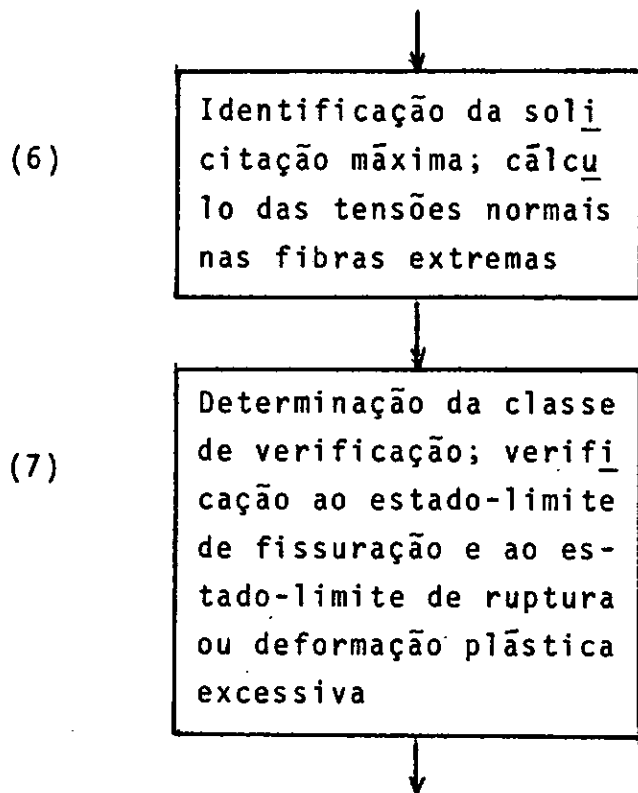 Identificação da soli
(6) citação máxima; cálcu
lo das tensões normais
nas fibras extremas
Determinação da classe
de verificação; verifi
(7) cação ao estado-limite
de fissuração e ao es-
tado-limite de ruptura
ou deformação plástica
excessiva